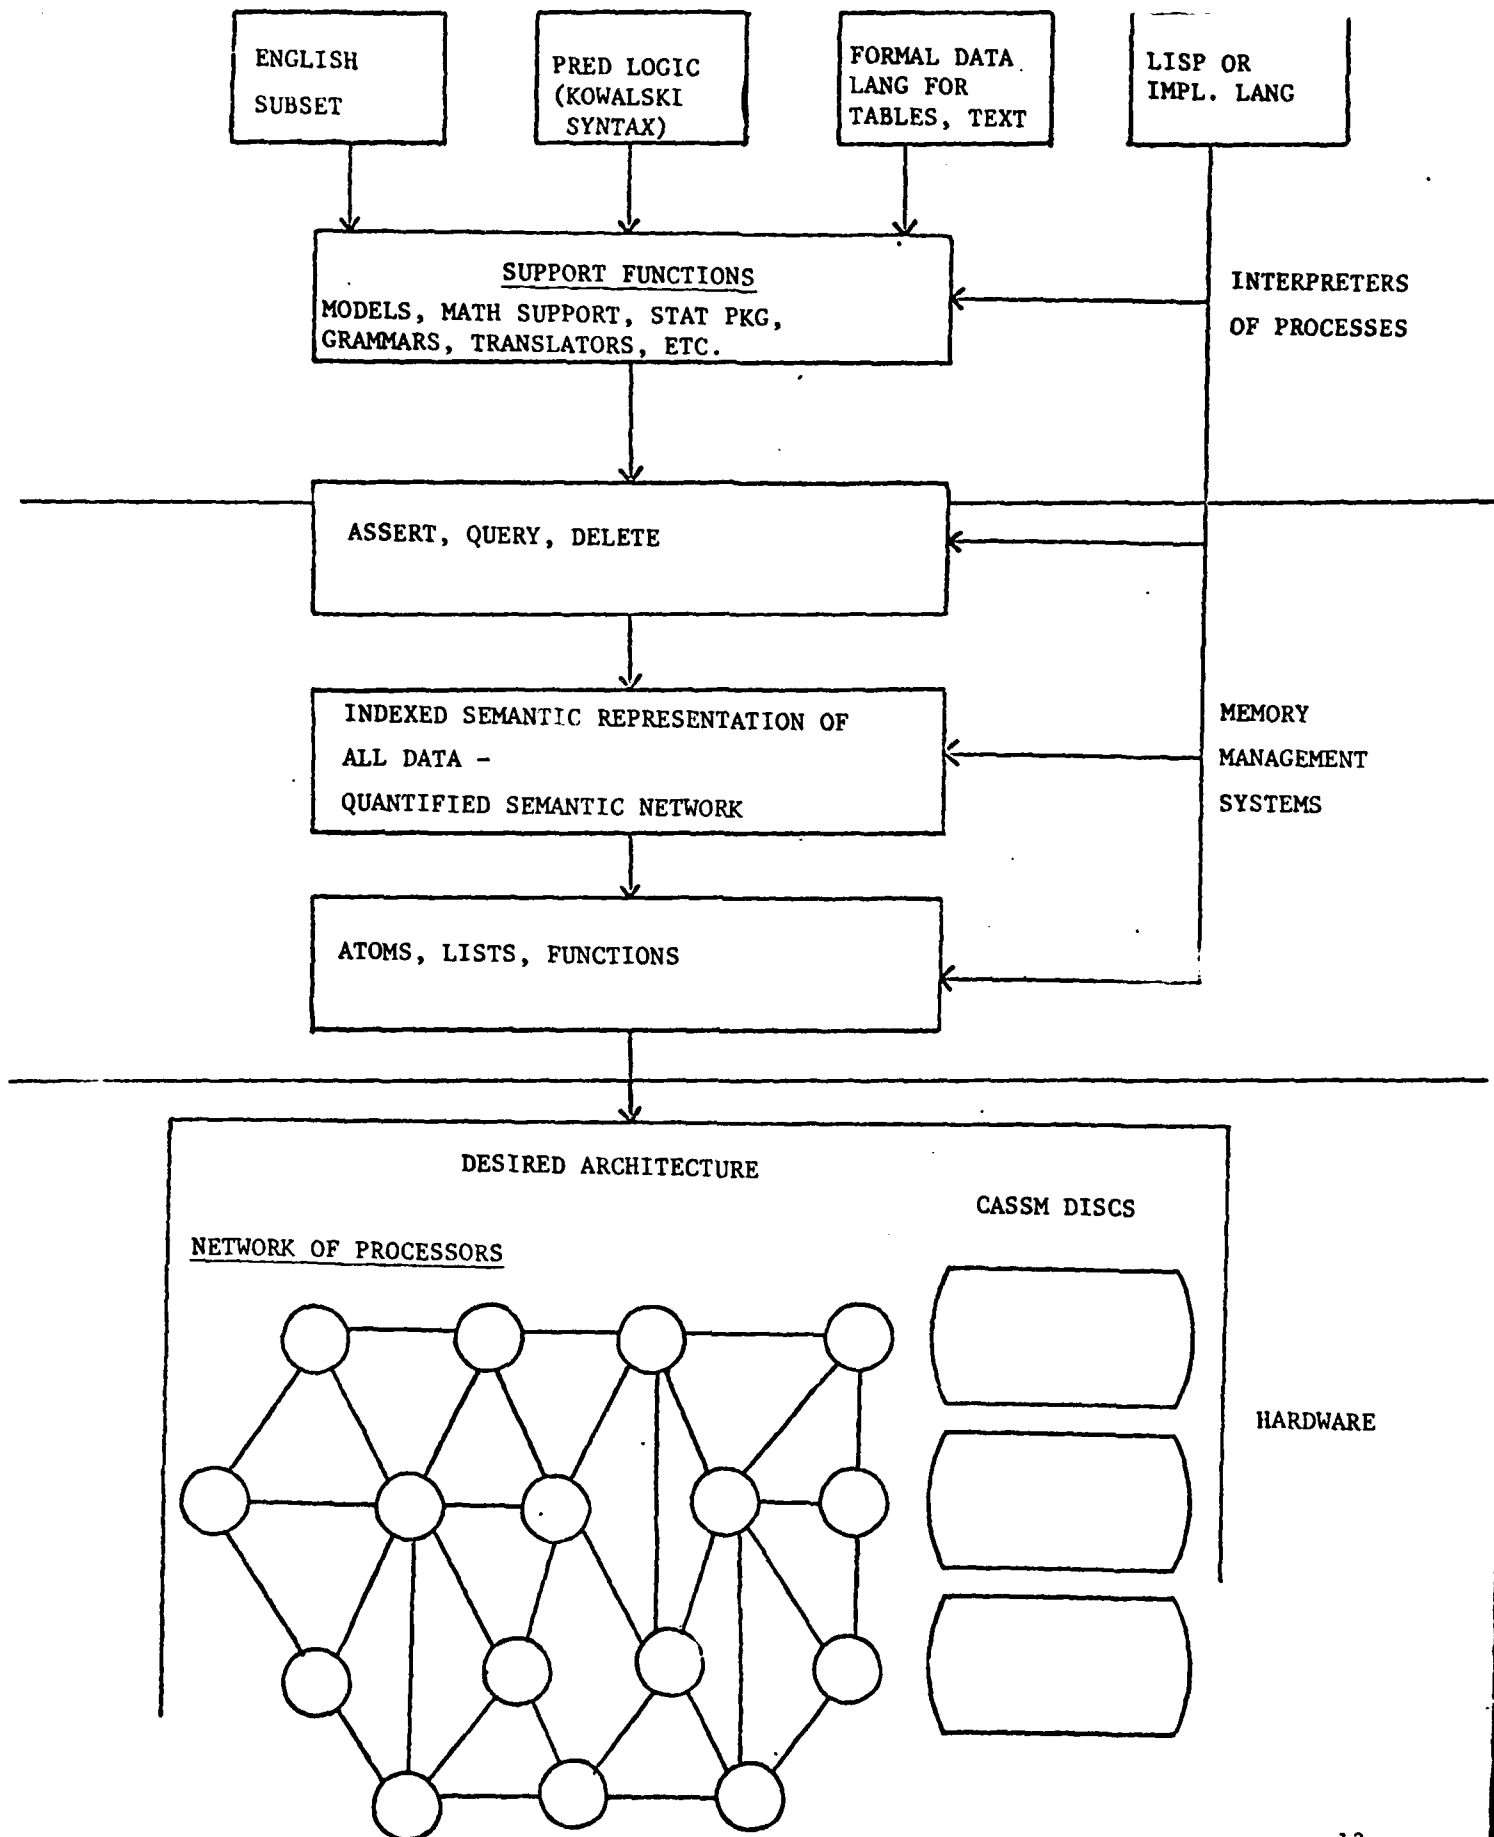 ENGLISH
SUBSET
PRED LOGIC
(KOWALSKI
SYNTAX)
FORMAL DATA
LANG FOR
TABLES, TEXT
LISP OR
IMPL. LANG
SUPPORT FUNCTIONS
MODELS, MATH SUPPORT, STAT PKG,
GRAMMARS, TRANSLATORS, ETC.
INTERPRETERS
OF PROCESSES
ASSERT, QUERY, DELETE
INDEXED SEMANTIC REPRESENTATION OF
ALL DATA -
QUANTIFIED SEMANTIC NETWORK
MEMORY
MANAGEMENT
SYSTEMS
ATOMS, LISTS, FUNCTIONS
DESIRED ARCHITECTURE
CASSM DISCS
NETWORK OF PROCESSORS
HARDWARE